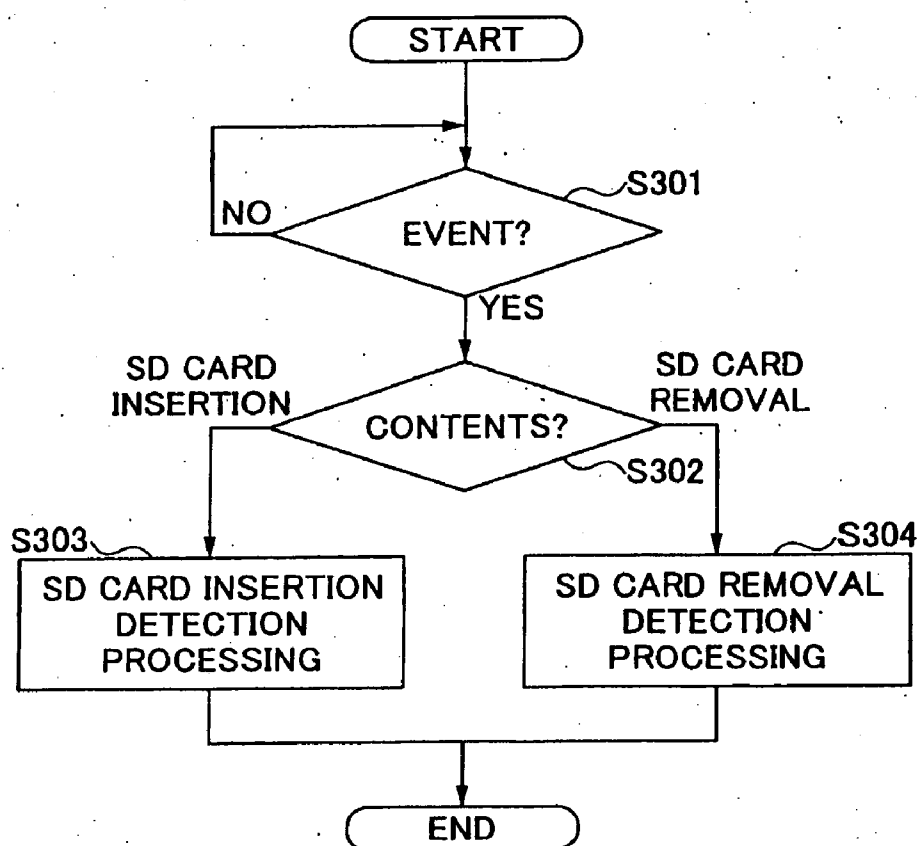 START
S301
NO
EVENT?
YES
SD CARD
INSERTION
SD CARD
REMOVAL
CONTENTS?
S302
S303
S304
SD CARD INSERTION
DETECTION
PROCESSING
SD CARD REMOVAL
DETECTION
PROCESSING
END